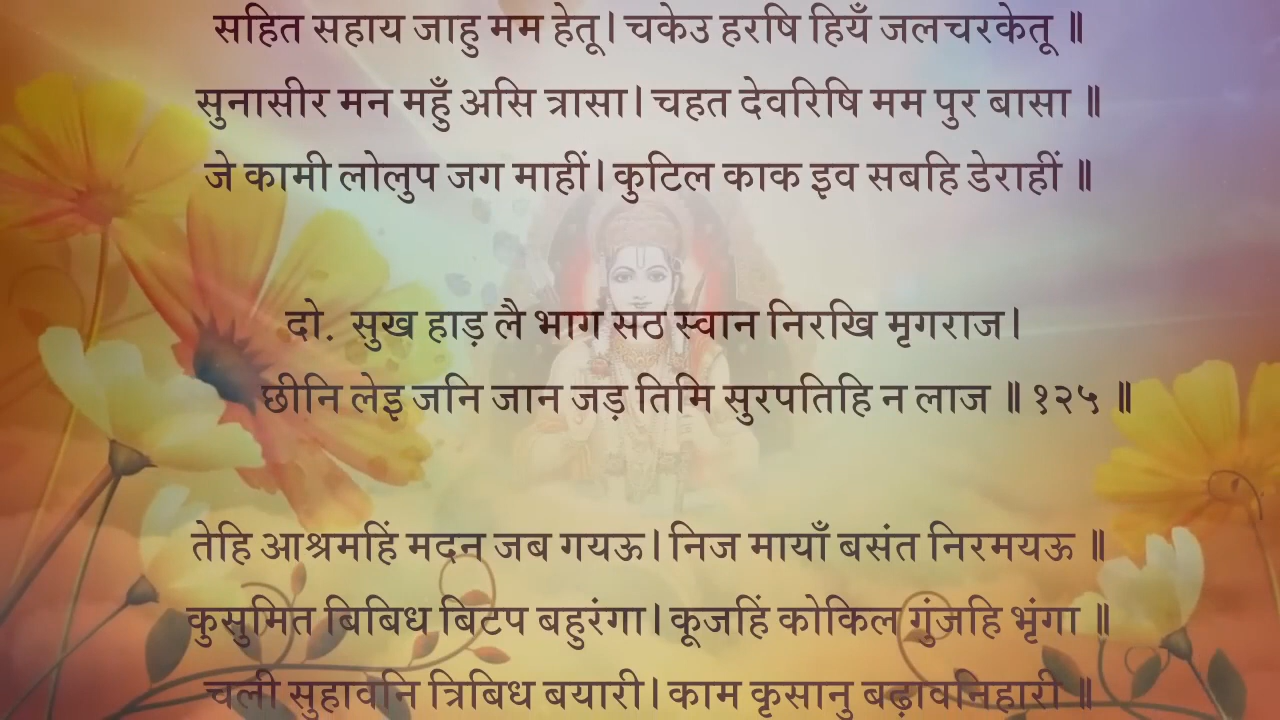 सहित सहाय जाहु मम हेतू। चकेउ हरषि हियँ जलचरकेतू ॥
सुनासीर मन महुँ असि त्रासा। चहत देवरिषि मम पुर बासा ॥
जे कामी लोलुप जग माहीं। कुटिल काक इव सबहि डेराहीं ॥
दो. सुख हाड़ लै भाग सठ स्वान निरखि मृगराज।
छीनि लेइ जनि जान जड़ तिमि सुरपतिहि न लाज ॥ १२५ ॥
तेहि आश्रमहिं मदन जब गयऊ। निज मायाँ बसंत निरमयऊ ॥
कुसुमित बिबिध बिटप बहुरंगा। कूजहिं कोकिल गुंजहि भृंगा ॥
चली सुहावनि त्रिबिध बयारी। काम कृसानु बढ़ावनिहारी ॥